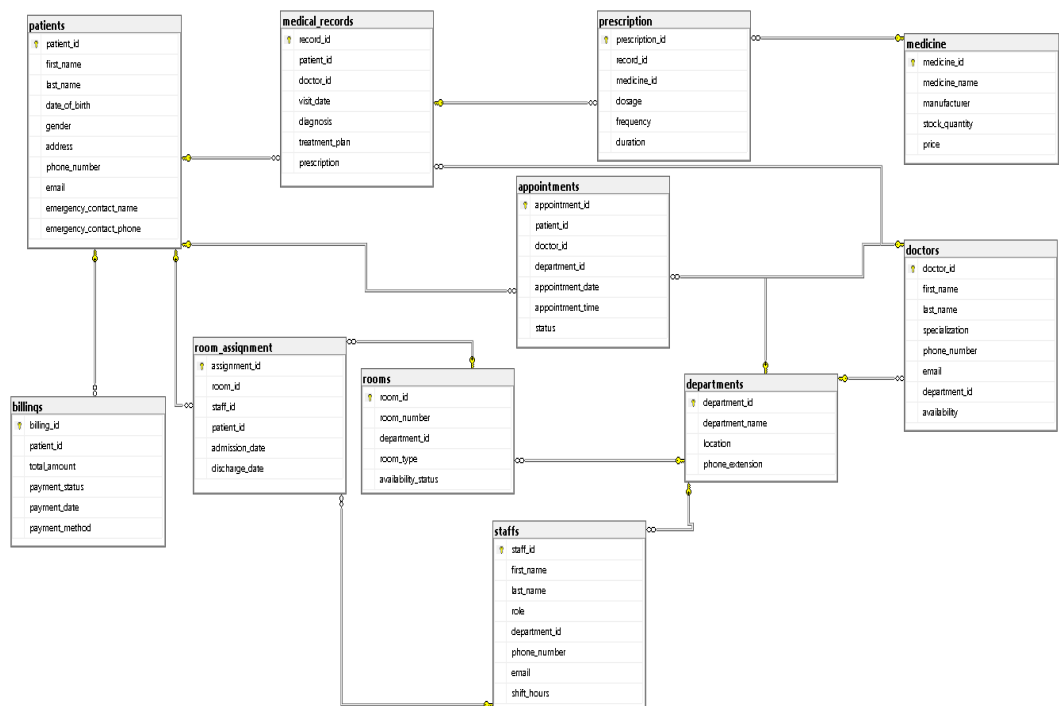 patients
patient_id
first_name
last_name
date_of_birth
gender
address
phone_number
email
emergency_contact_name
emergency_contact_phone
medical_records
record_id
patient_id
doctor_id
visit_date
diagnosis
treatment_plan
prescription
prescription
prescription_id
record_id
medicine_id
dosage
frequency
duration
medicine
medicine_id
medicine_name
manufacturer
stock_quantity
price
appointments
appointment_id
patient_id
doctor_id
department_id
appointment_date
appointment_time
status
doctors
doctor_id
first_name
last_name
specialization
phone_number
email
department_id
availability
room_assignment
assignment_id
room_id
staff_id
patient_id
admission_date
discharge_date
rooms
room_id
room_number
department_id
room_type
availability_status
departments
department_id
department_name
location
phone_extension
billings
billing_id
patient_id
total_amount
payment_status
payment_date
payment_method
staffs
staff_id
first_name
last_name
role
department_id
phone_number
email
shift_hours